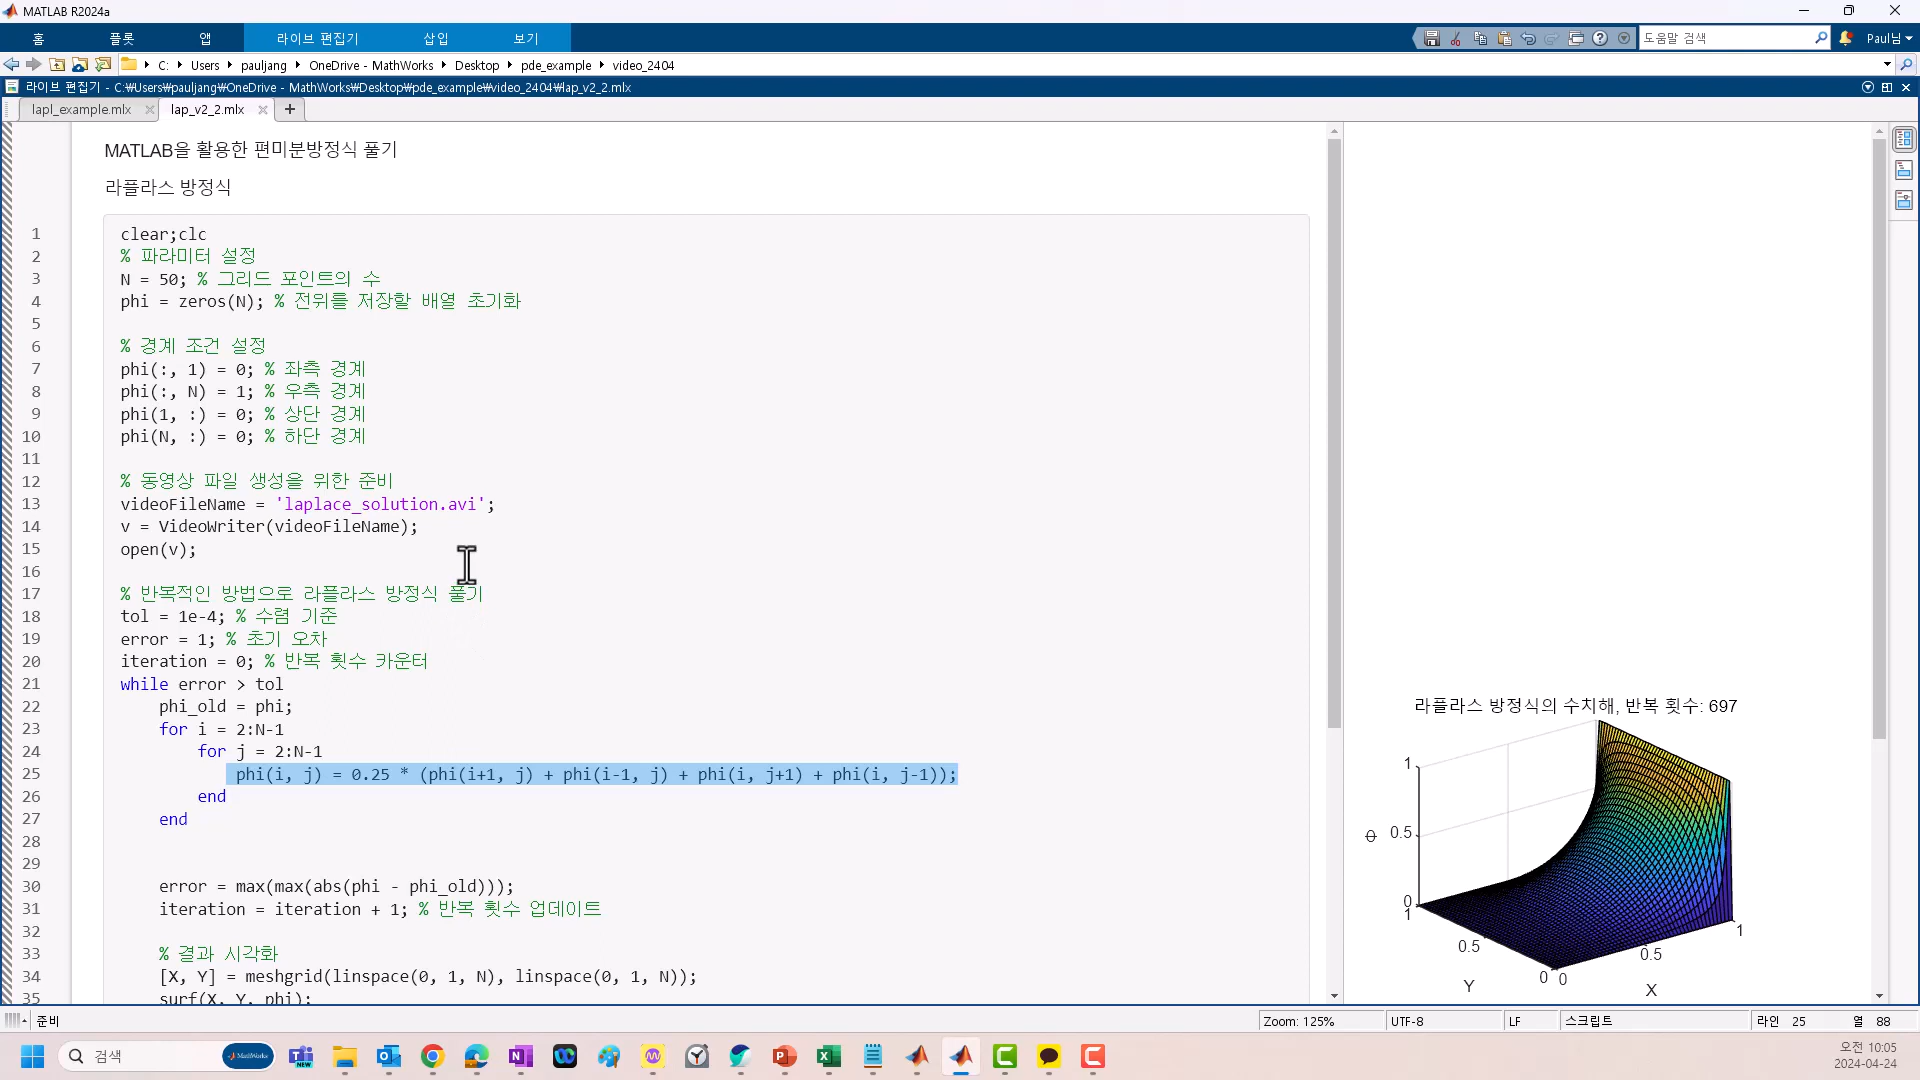 MATLAB R2024a
홈 플롯 앱 라이브 편집기 삽입 보기 도움말 검색 Paul님
C: Users pauljang OneDrive - MathWorks Desktop pde_example video_2404
라이브 편집기 - C:₩Users₩pauljang₩OneDrive - MathWorks₩Desktop₩pde_example₩video_2404₩lap_v2_2.mlx
lapl_example.mlx lap_v2_2.mlx
MATLAB을 활용한 편미분방정식 풀기
라플라스 방정식
1 clear;clc
2 % 파라미터 설정
3 N = 50; % 그리드 포인트의 수
4 phi = zeros(N); % 전위를 저장할 배열 초기화
5
6 % 경계 조건 설정
7 phi(:, 1) = 0; % 좌측 경계
8 phi(:, N) = 1; % 우측 경계
9 phi(1, :) = 0; % 상단 경계
10 phi(N, :) = 0; % 하단 경계
11
12 % 동영상 파일 생성을 위한 준비
13 videoFileName = 'laplace_solution.avi';
14 v = VideoWriter(videoFileName);
15 open(v);
16
17 % 반복적인 방법으로 라플라스 방정식 풀기
18 tol = 1e-4; % 수렴 기준
19 error = 1; % 초기 오차
20 iteration = 0; % 반복 횟수 카운터
21 while error > tol
22 phi_old = phi;
23 for i = 2:N-1
24 for j = 2:N-1
25 phi(i, j) = 0.25 * (phi(i+1, j) + phi(i-1, j) + phi(i, j+1) + phi(i, j-1));
26 end
27 end
28
29
30 error = max(max(abs(phi - phi_old)));
31 iteration = iteration + 1; % 반복 횟수 업데이트
32
33 % 결과 시각화
34 [X, Y] = meshgrid(linspace(0, 1, N), linspace(0, 1, N));
35 surf(X, Y, phi);
라플라스 방정식의 수치해, 반복 횟수: 697
1
0.5
0
1
0.5
0
0
0.5
1
Φ
Y
X
준비 Zoom: 125% UTF-8 LF 스크립트 라인 25 열 88
검색 MathWorks NEW
오전 10:05
2024-04-24